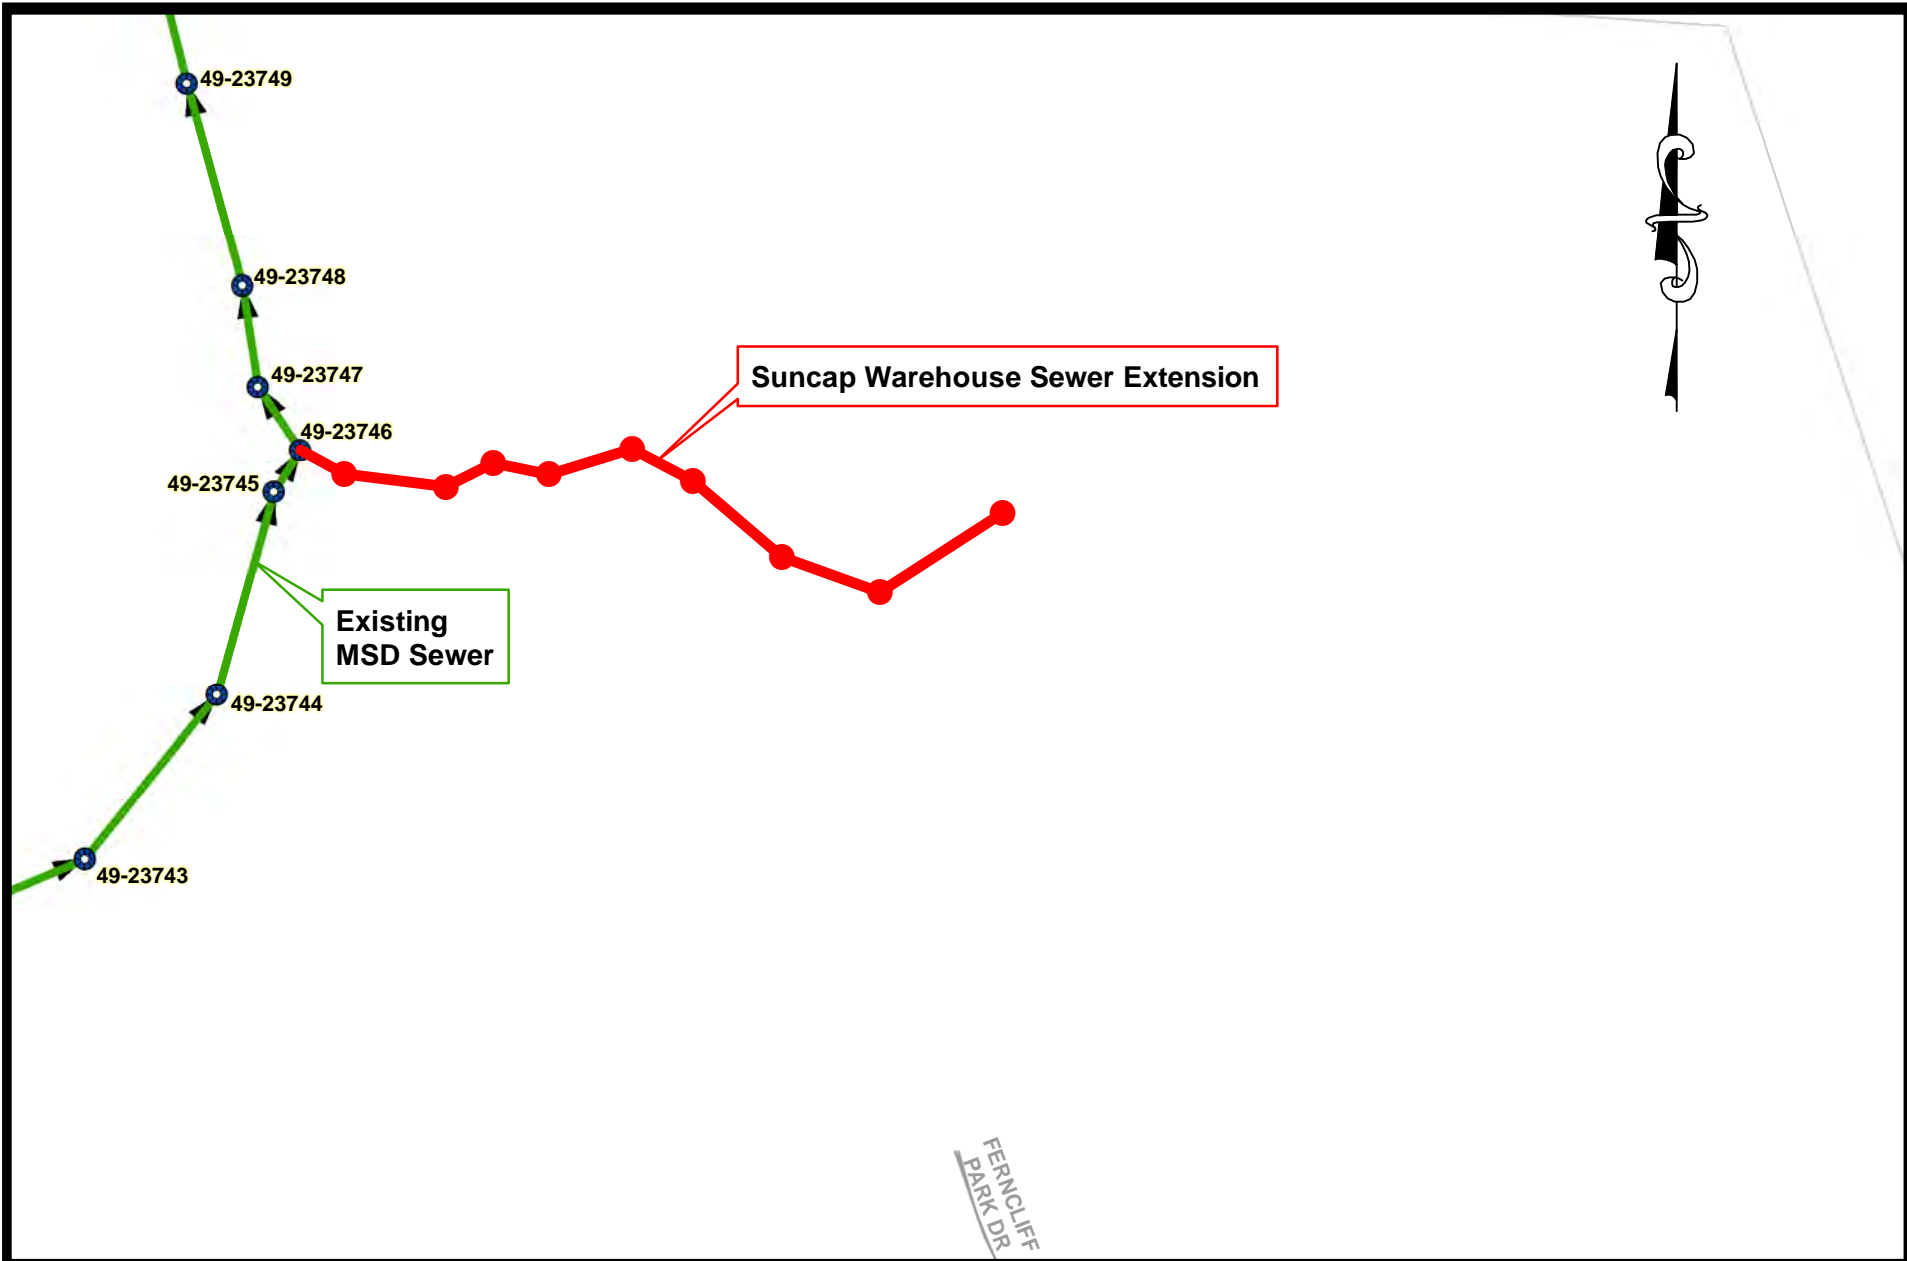 49-23749
49-23748
49-23747
Suncap Warehouse Sewer Extension
49-23746
49-23745
Existing
MSD Sewer
49-23744
49-23743
FERNCLIFF
PARK DR